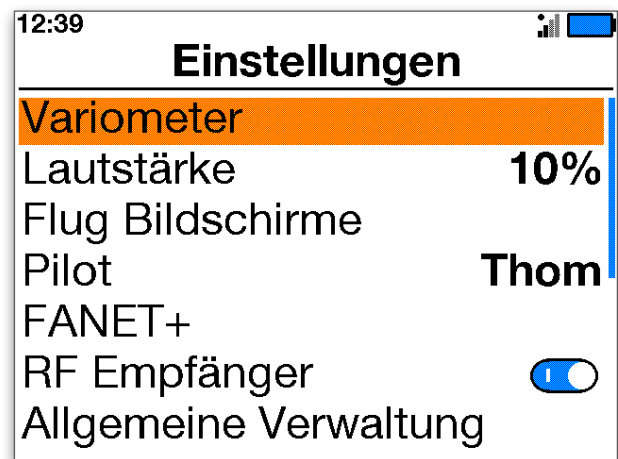 12:39
Einstellungen
Variometer
Lautstärke 10%
Flug Bildschirme
Pilot Thom
FANET+
RF Empfänger
Allgemeine Verwaltung